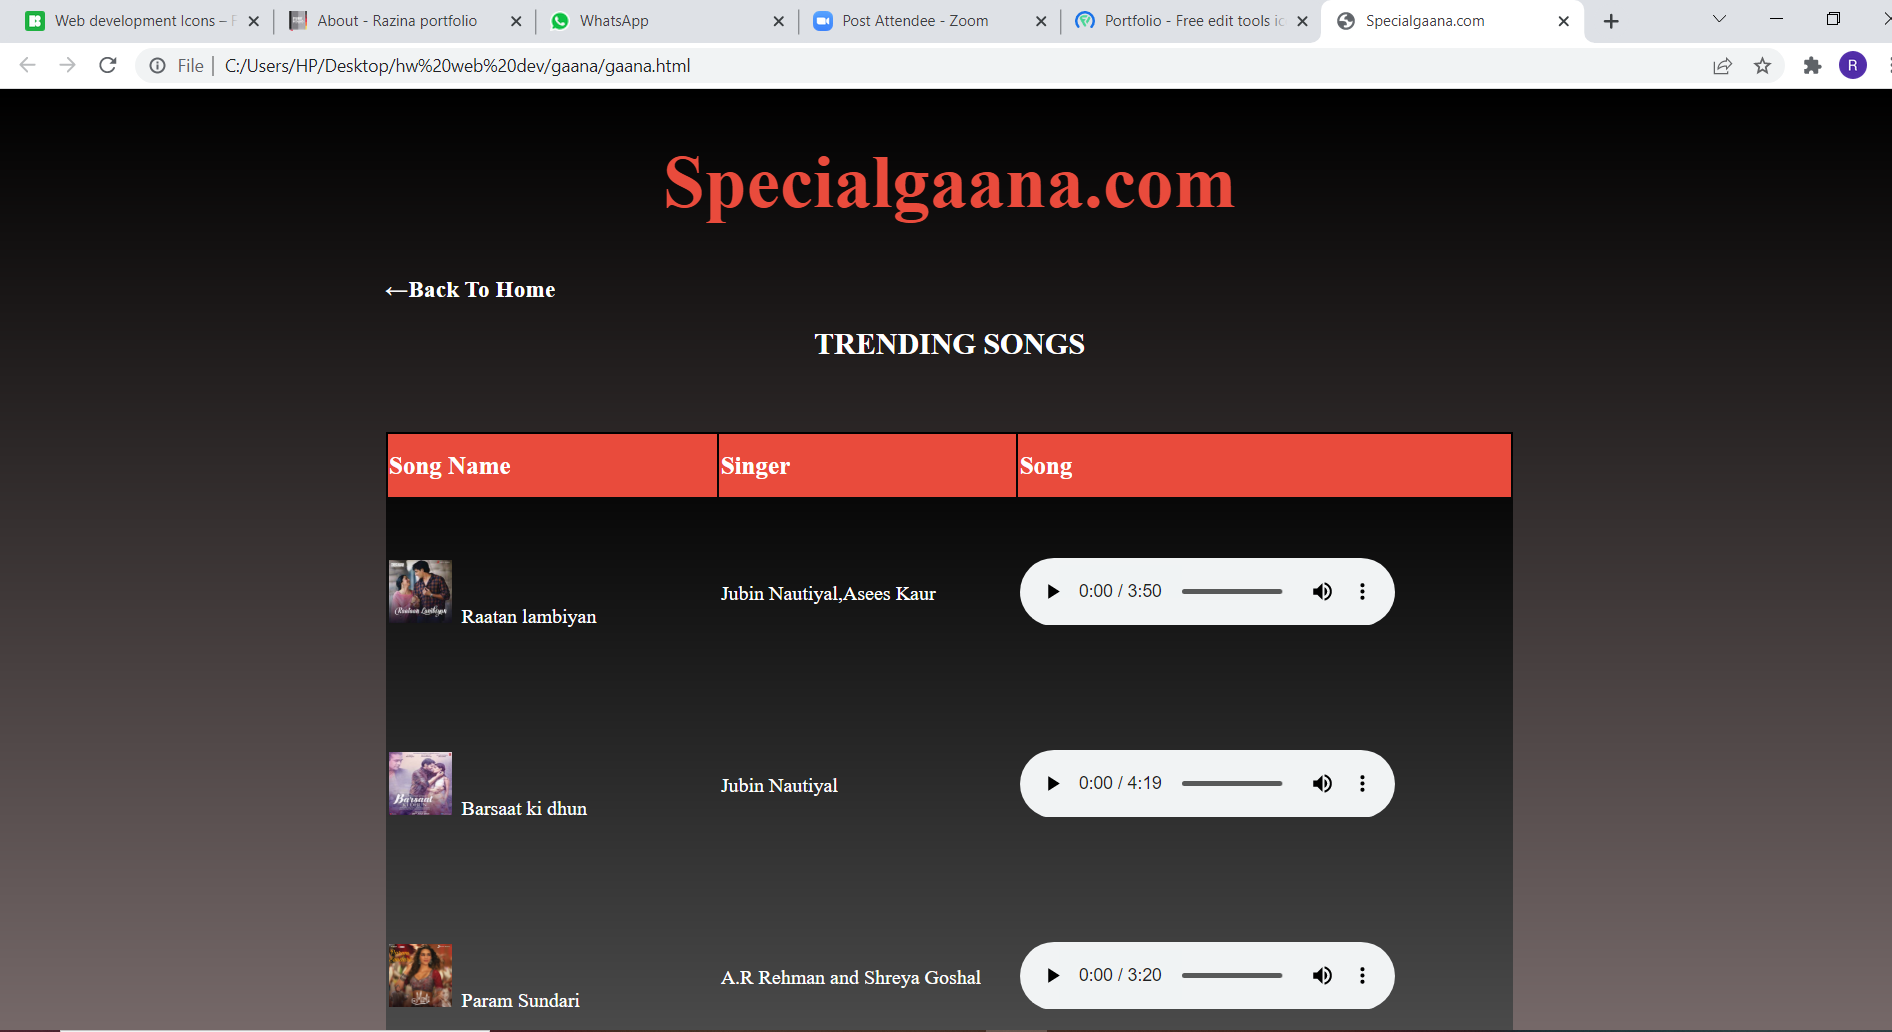 Web development Icons –
About - Razina portfolio
WhatsApp
Post Attendee - Zoom
Portfolio - Free edit tools
Specialgaana.com
File
C:/Users/HP/Desktop/hw%20web%20dev/gaana/gaana.html
R
Specialgaana.com
←Back To Home
TRENDING SONGS
Song Name Singer Song
Raatan lambiyan
Jubin Nautiyal,Asees Kaur
0:00 / 3:50
Barsaat
Barsaat ki dhun
Jubin Nautiyal
0:00 / 4:19
Param Sundari
A.R Rehman and Shreya Goshal
0:00 / 3:20